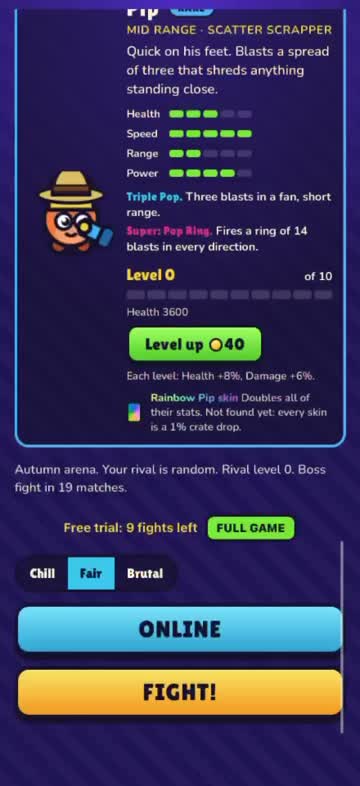 Pip
MID RANGE · SCATTER SCRAPPER
Quick on his feet. Blasts a spread
of three that shreds anything
standing close.
Health
Speed
Range
Power
Triple Pop. Three blasts in a fan, short
range.
Super: Pop Ring. Fires a ring of 14
blasts in every direction.
Level 0 of 10
Health 3600
Level up 40
Each level: Health +8%, Damage +6%.
Rainbow Pip skin Doubles all of
their stats. Not found yet: every skin
is a 1% crate drop.
Autumn arena. Your rival is random. Rival level 0. Boss
fight in 19 matches.
Free trial: 9 fights left FULL GAME
Chill Fair Brutal
ONLINE
FIGHT!